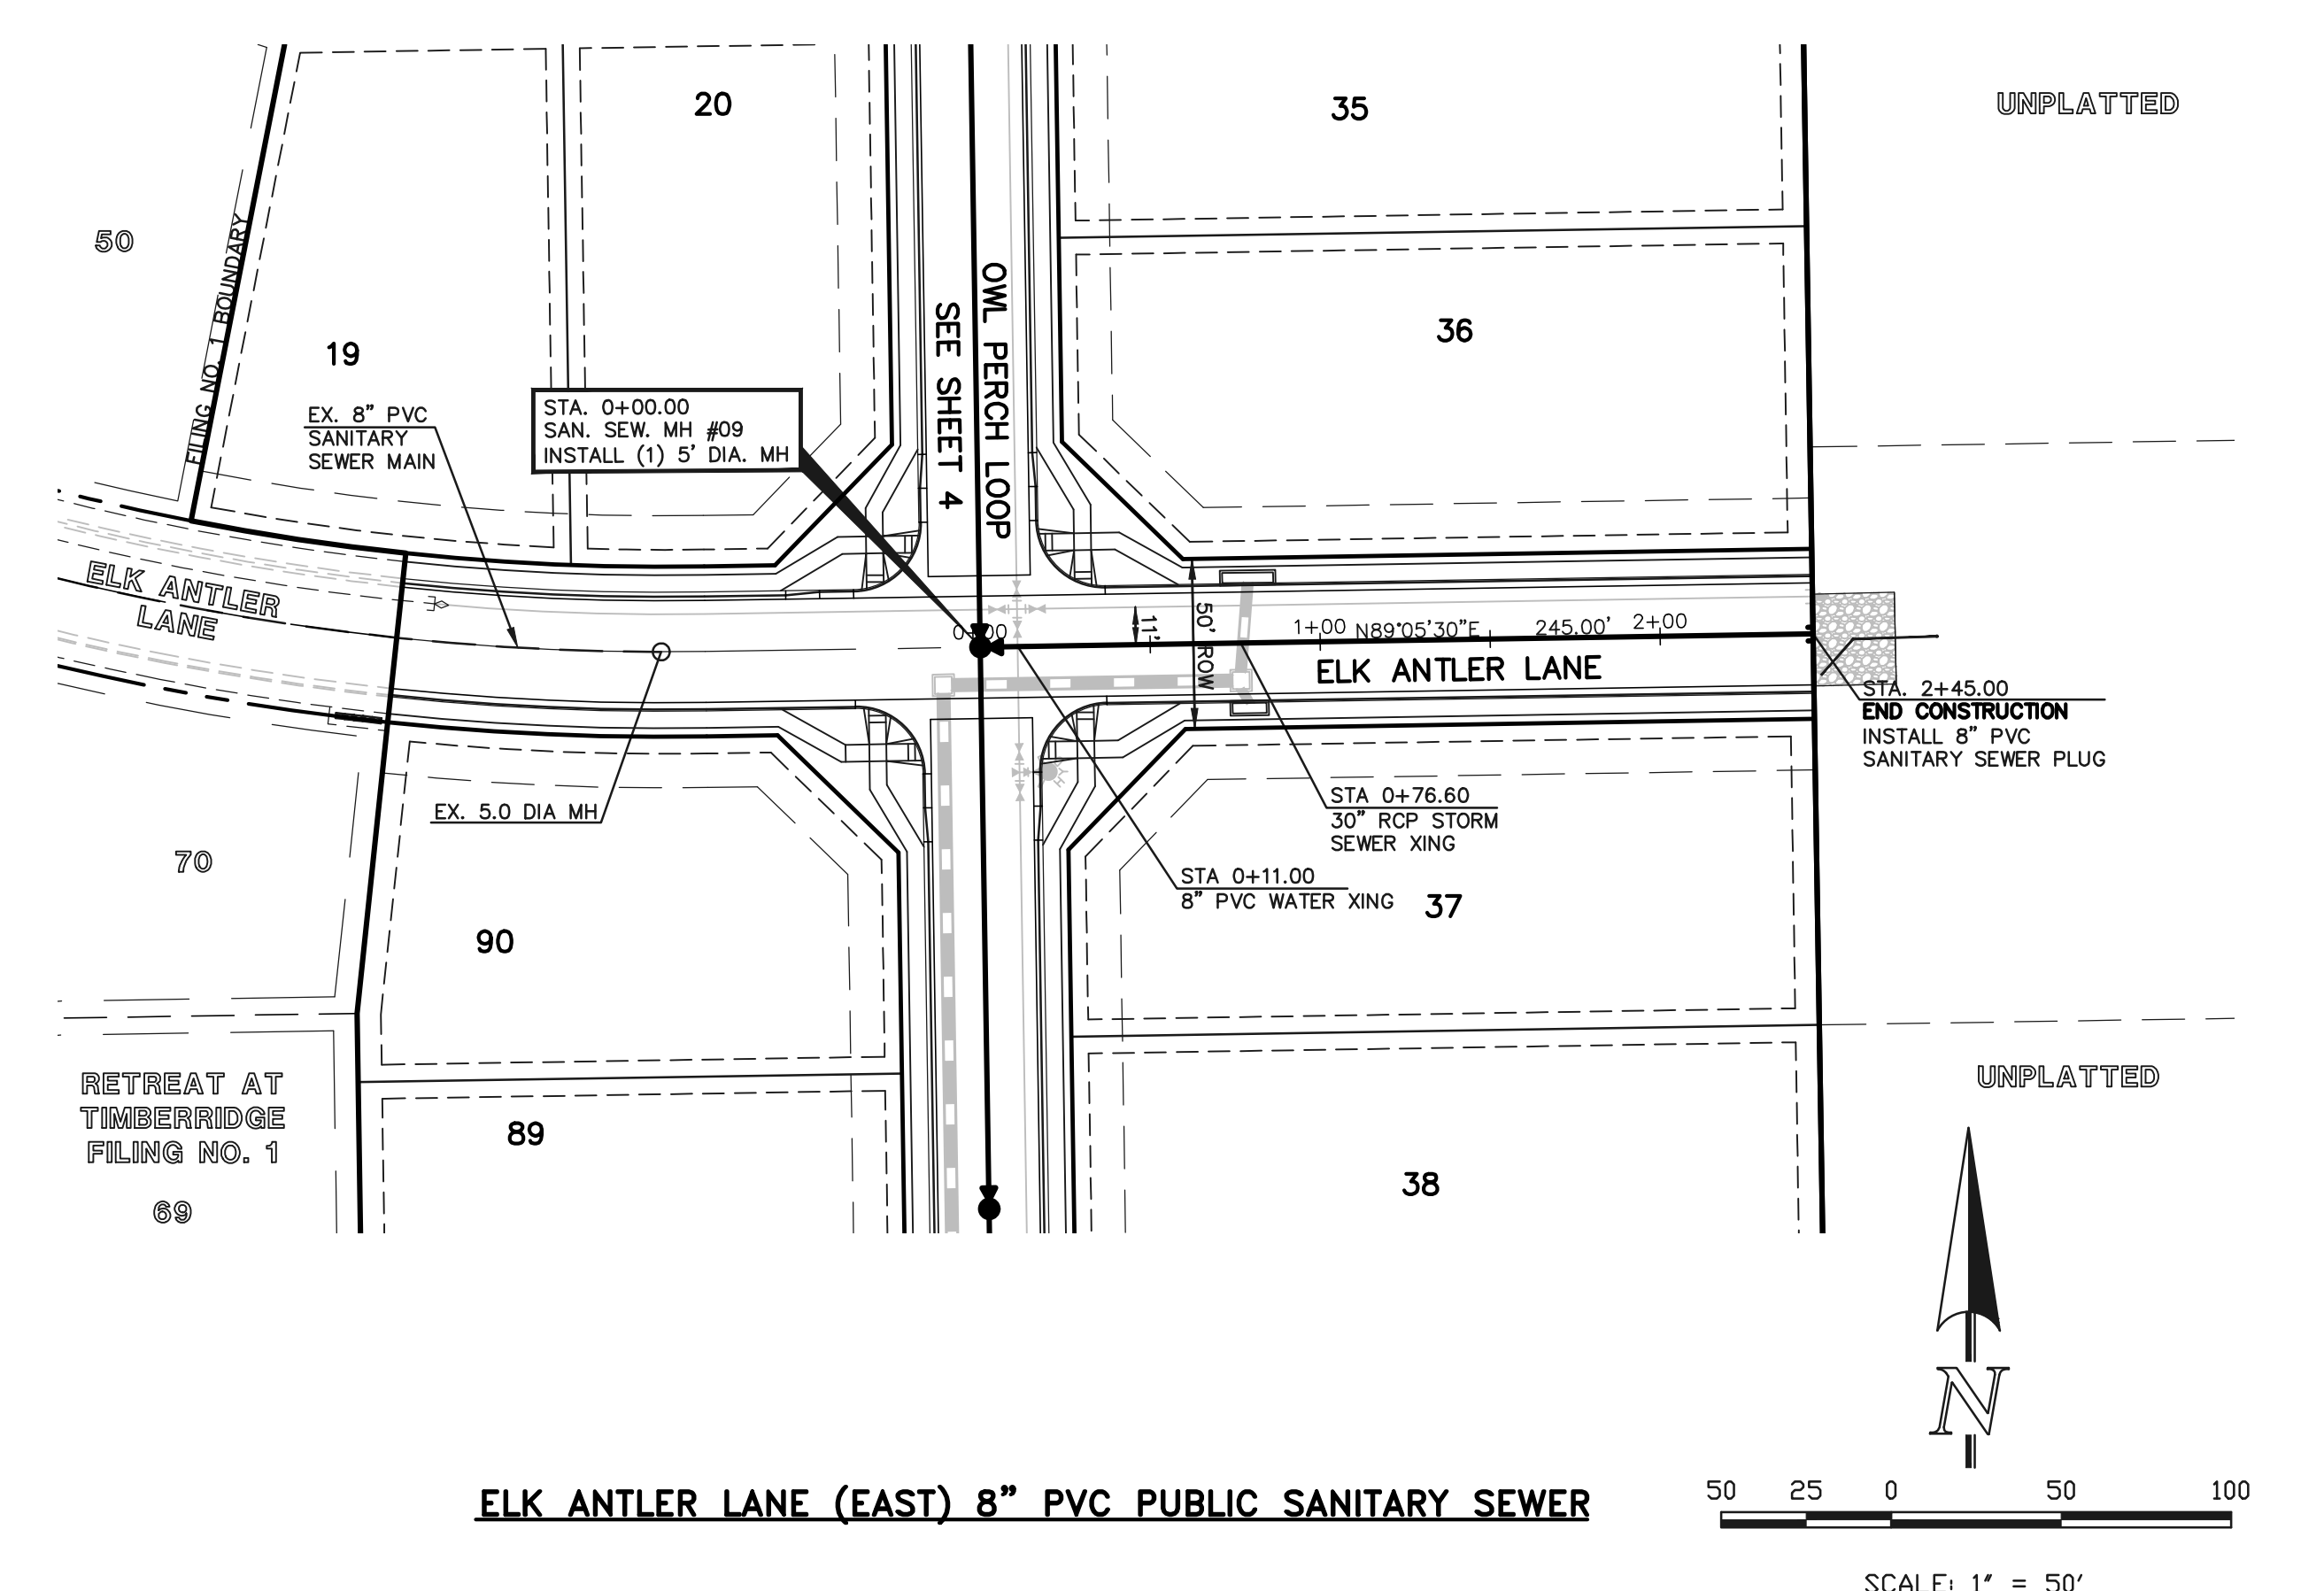 20
35
UNPLATTED
50
FILING NO. 1 BOUNDARY
19
36
OWL PERCH LOOP
SEE SHEET 4
EX. 8" PVC
SANITARY
SEWER MAIN
STA. 0+00.00
SAN. SEW. MH #09
INSTALL (1) 5' DIA. MH
ELK ANTLER
LANE
0+00
11'
50' ROW
1+00
N89°05'30"E
245.00'
2+00
ELK ANTLER LANE
STA. 2+45.00
END CONSTRUCTION
INSTALL 8" PVC
SANITARY SEWER PLUG
EX. 5.0 DIA MH
STA 0+76.60
30" RCP STORM
SEWER XING
STA 0+11.00
8" PVC WATER XING
70
37
90
RETREAT AT
TIMBERRIDGE
FILING NO. 1
69
89
38
UNPLATTED
N
ELK ANTLER LANE (EAST) 8" PVC PUBLIC SANITARY SEWER
50 25 0 50 100
SCALE: 1" = 50'